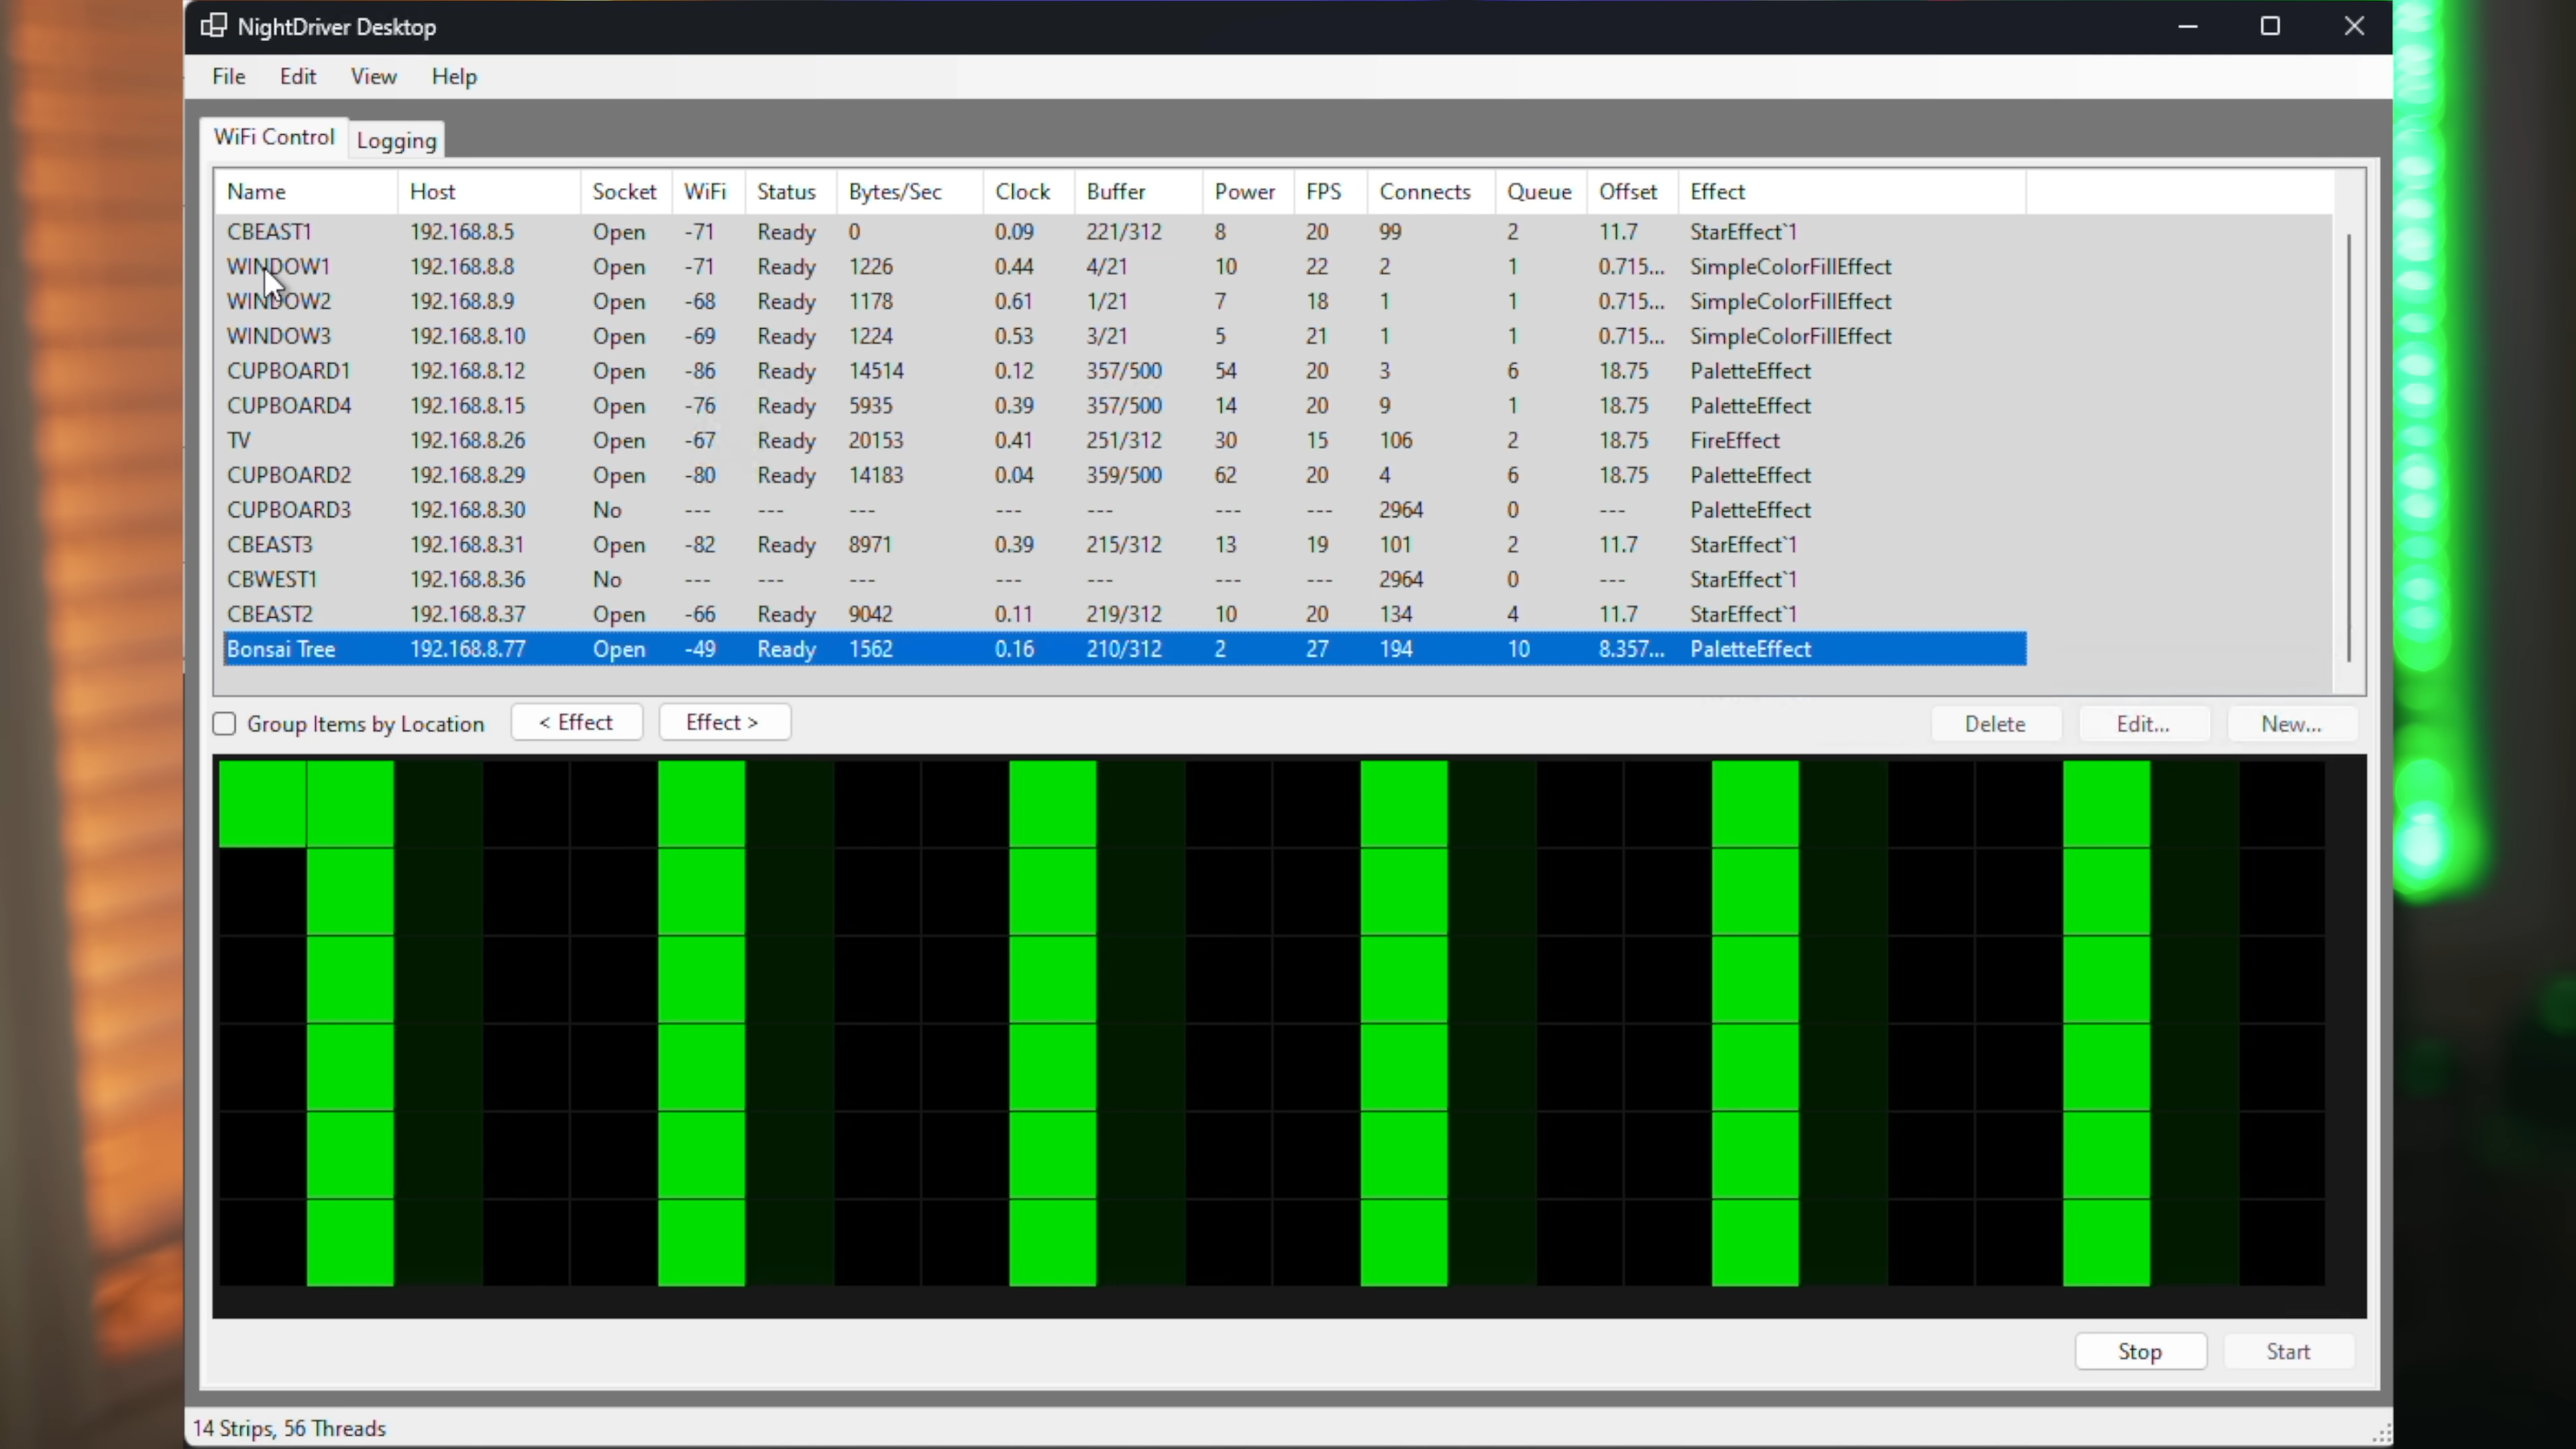 NightDriver Desktop
File Edit View Help
WiFi Control Logging
Name Host Socket WiFi Status Bytes/Sec Clock Buffer Power FPS Connects Queue Offset Effect
CBEAST1 192.168.8.5 Open -71 Ready 0 0.09 221/312 8 20 99 2 11.7 StarEffect`1
WINDOW1 192.168.8.8 Open -71 Ready 1226 0.44 4/21 10 22 2 1 0.715... SimpleColorFillEffect
WINDOW2 192.168.8.9 Open -68 Ready 1178 0.61 1/21 7 18 1 1 0.715... SimpleColorFillEffect
WINDOW3 192.168.8.10 Open -69 Ready 1224 0.53 3/21 5 21 1 1 0.715... SimpleColorFillEffect
CUPBOARD1 192.168.8.12 Open -86 Ready 14514 0.12 357/500 54 20 3 6 18.75 PaletteEffect
CUPBOARD4 192.168.8.15 Open -76 Ready 5935 0.39 357/500 14 20 9 1 18.75 PaletteEffect
TV 192.168.8.26 Open -67 Ready 20153 0.41 251/312 30 15 106 2 18.75 FireEffect
CUPBOARD2 192.168.8.29 Open -80 Ready 14183 0.04 359/500 62 20 4 6 18.75 PaletteEffect
CUPBOARD3 192.168.8.30 No --- --- --- --- --- --- --- 2964 0 --- PaletteEffect
CBEAST3 192.168.8.31 Open -82 Ready 8971 0.39 215/312 13 19 101 2 11.7 StarEffect`1
CBWEST1 192.168.8.36 No --- --- --- --- --- --- --- 2964 0 --- StarEffect`1
CBEAST2 192.168.8.37 Open -66 Ready 9042 0.11 219/312 10 20 134 4 11.7 StarEffect`1
Bonsai Tree 192.168.8.77 Open -49 Ready 1562 0.16 210/312 2 27 194 10 8.357... PaletteEffect
Group Items by Location < Effect Effect > Delete Edit... New...
Stop Start
14 Strips, 56 Threads